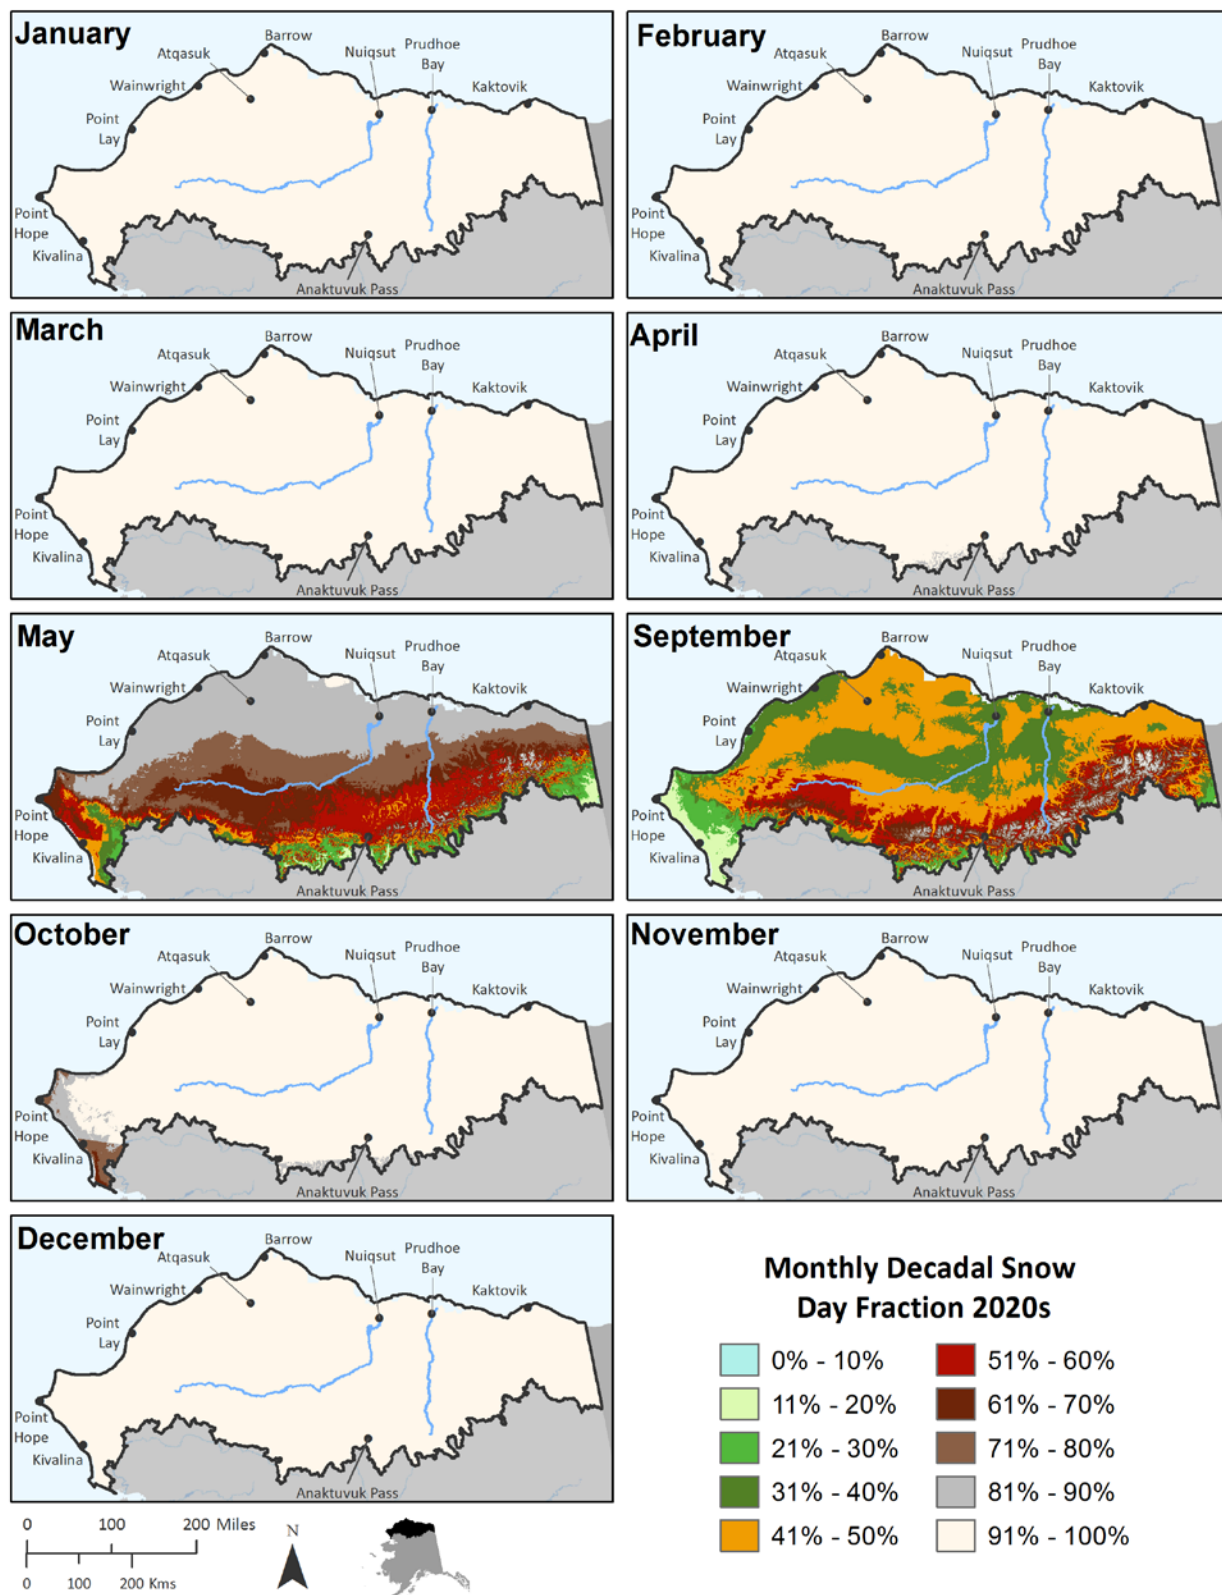 January
Barrow
Atqasuk
Nuiqsut
Prudhoe
Bay
Wainwright
Kaktovik
Point
Lay
Point
Hope
Kivalina
Anaktuvuk Pass
February
Barrow
Atqasuk
Nuiqsut
Prudhoe
Bay
Wainwright
Kaktovik
Point
Lay
Point
Hope
Kivalina
Anaktuvuk Pass
March
Barrow
Atqasuk
Nuiqsut
Prudhoe
Bay
Wainwright
Kaktovik
Point
Lay
Point
Hope
Kivalina
Anaktuvuk Pass
April
Barrow
Atqasuk
Nuiqsut
Prudhoe
Bay
Wainwright
Kaktovik
Point
Lay
Point
Hope
Kivalina
Anaktuvuk Pass
May
Barrow
Atqasuk
Nuiqsut
Prudhoe
Bay
Wainwright
Kaktovik
Point
Lay
Point
Hope
Kivalina
Anaktuvuk Pass
September
Barrow
Atqasuk
Nuiqsut
Prudhoe
Bay
Wainwright
Kaktovik
Point
Lay
Point
Hope
Kivalina
Anaktuvuk Pass
October
Barrow
Atqasuk
Nuiqsut
Prudhoe
Bay
Wainwright
Kaktovik
Point
Lay
Point
Hope
Kivalina
Anaktuvuk Pass
November
Barrow
Atqasuk
Nuiqsut
Prudhoe
Bay
Wainwright
Kaktovik
Point
Lay
Point
Hope
Kivalina
Anaktuvuk Pass
December
Barrow
Atqasuk
Nuiqsut
Prudhoe
Bay
Wainwright
Kaktovik
Point
Lay
Point
Hope
Kivalina
Anaktuvuk Pass
Monthly Decadal Snow
Day Fraction 2020s
0% - 10%
11% - 20%
21% - 30%
31% - 40%
41% - 50%
51% - 60%
61% - 70%
71% - 80%
81% - 90%
91% - 100%
0 100 200 Miles
0 100 200 Kms
N